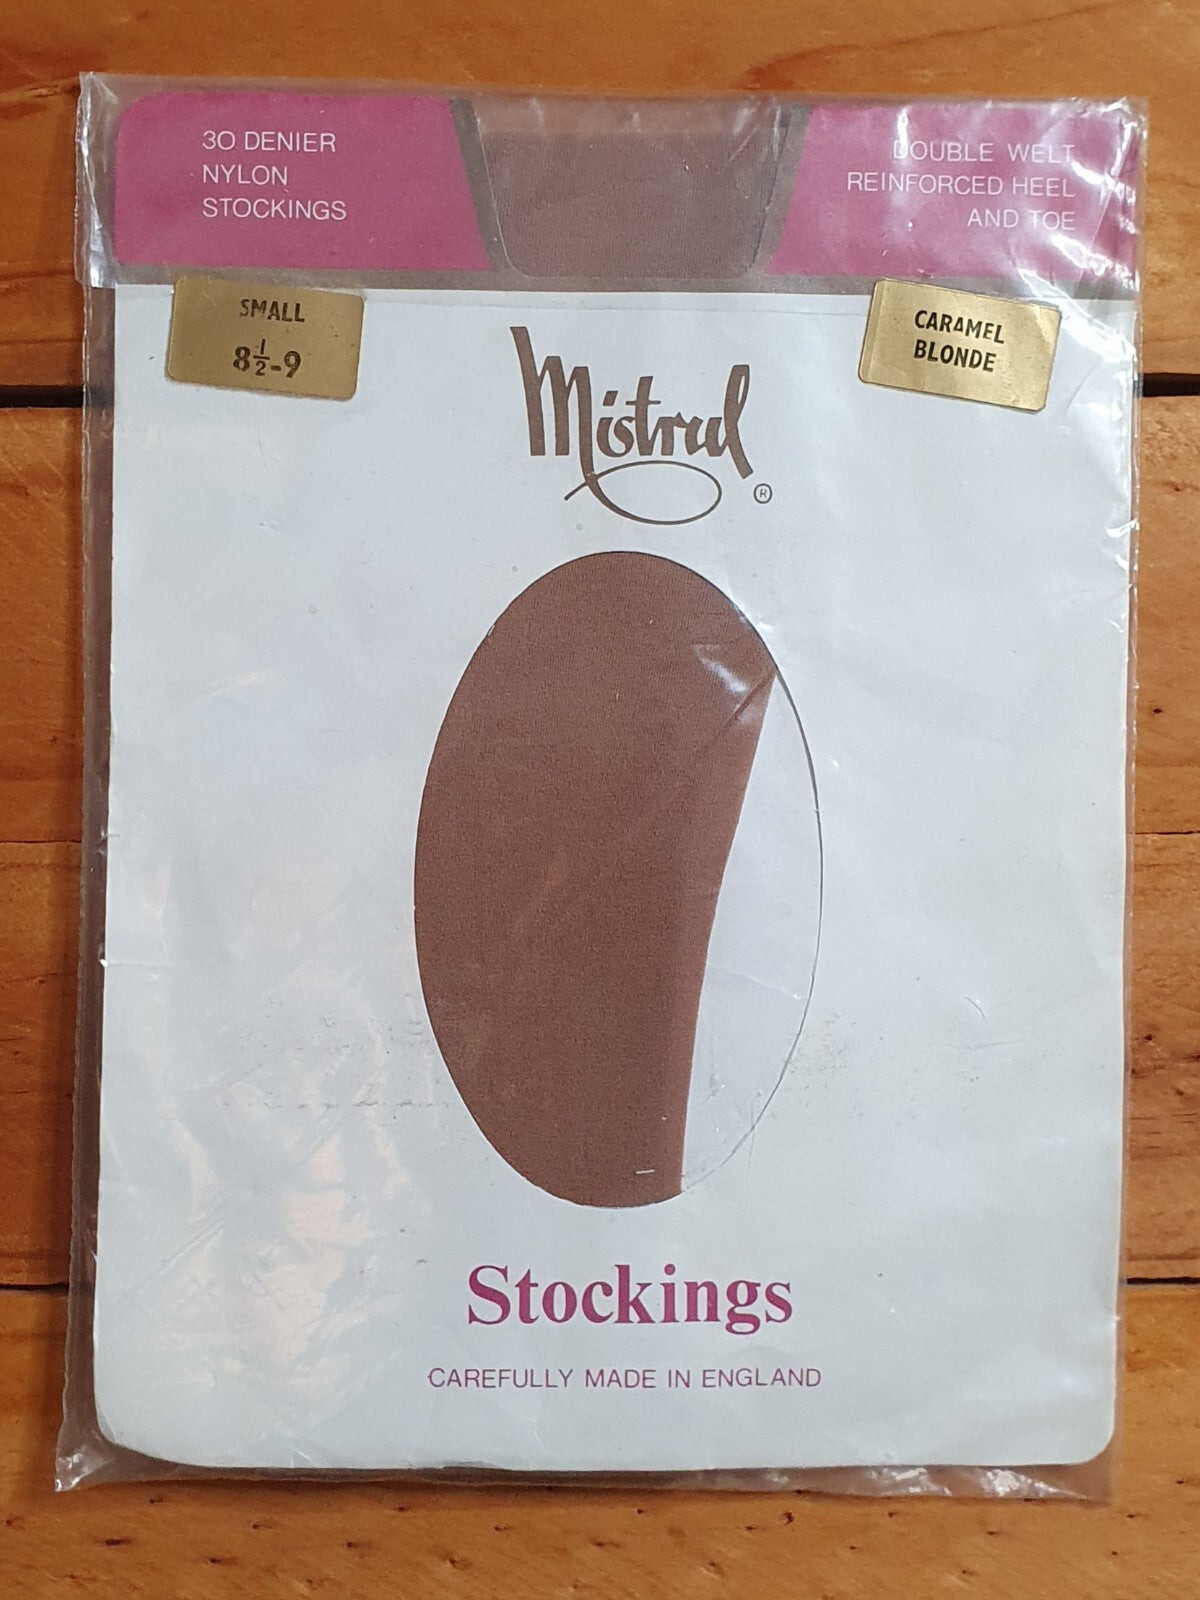 30 DENIER
NYLON
STOCKINGS
DOUBLE WELT
REINFORCED HEEL
AND TOE
SMALL
8½-9
CARAMEL
BLONDE
Mistral
®
Stockings
CAREFULLY MADE IN ENGLAND